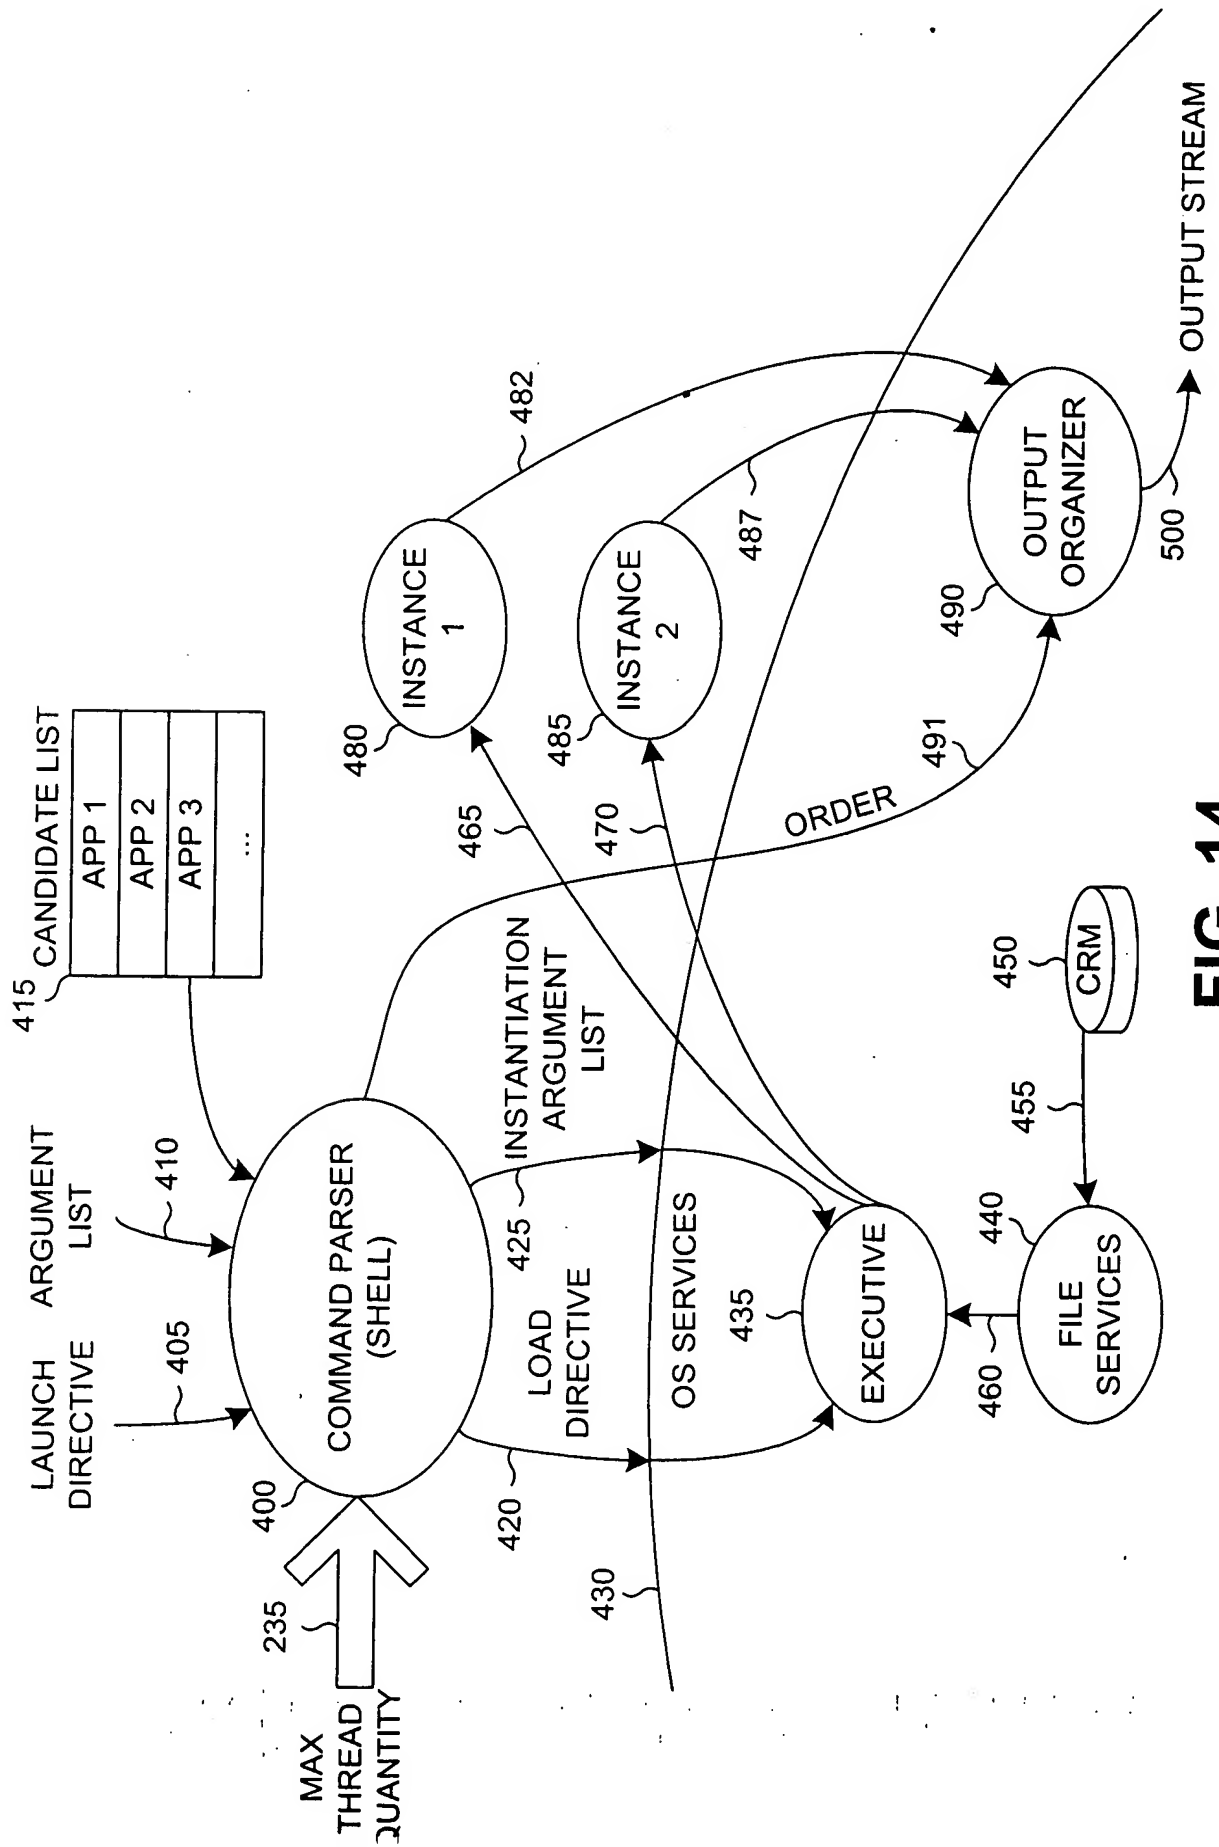 415
CANDIDATE LIST
APP 1
APP 2
APP 3
...
LAUNCH
DIRECTIVE
405
ARGUMENT
LIST
410
MAX
THREAD
QUANTITY
235
400
COMMAND PARSER
(SHELL)
480
INSTANCE
1
482
420
LOAD
DIRECTIVE
425
INSTANTIATION
ARGUMENT
LIST
465
470
485
INSTANCE
2
487
430
OS SERVICES
ORDER
491
435
EXECUTIVE
490
OUTPUT
ORGANIZER
460
440
FILE
SERVICES
455
450
CRM
500
OUTPUT STREAM
FIG. 14